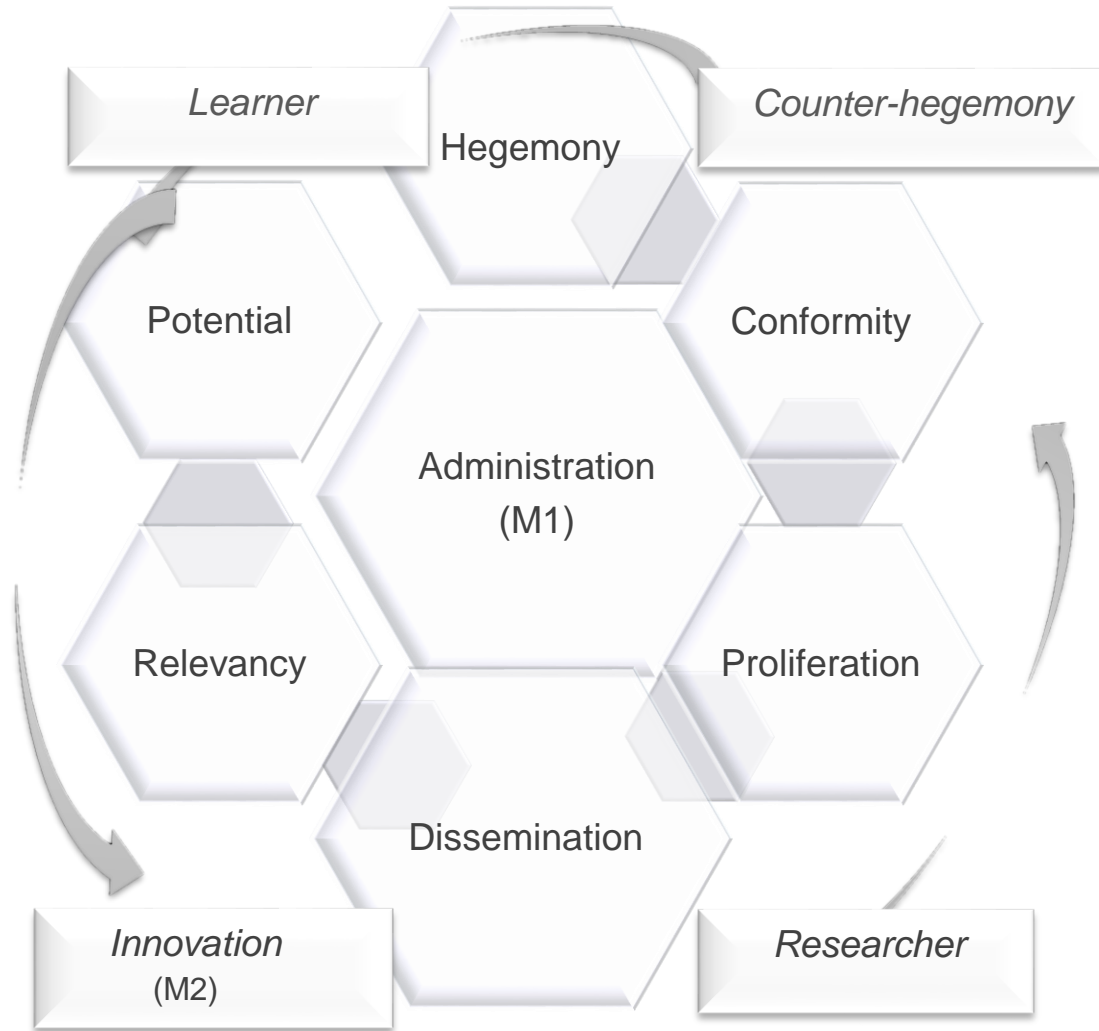 Learner
Counter-hegemony
Hegemony
Potential
Conformity
Administration
(M1)
Relevancy
Proliferation
Dissemination
Innovation
(M2)
Researcher